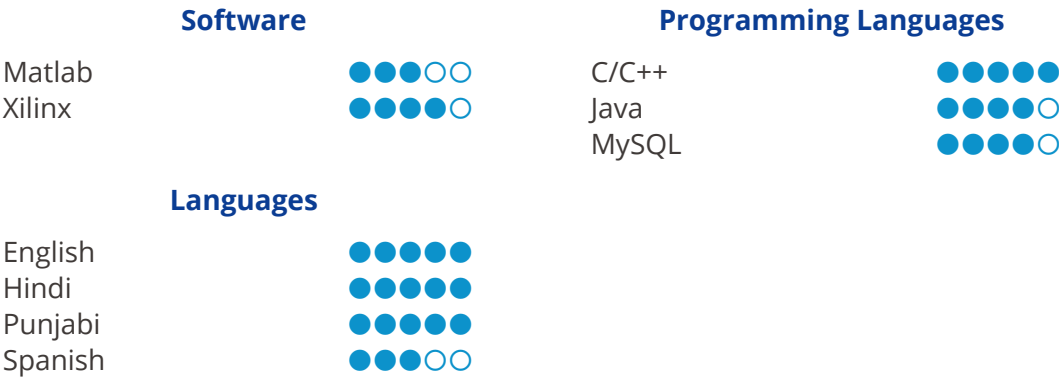 Software
Matlab
Xilinx
Programming Languages
C/C++
Java
MySQL
Languages
English
Hindi
Punjabi
Spanish